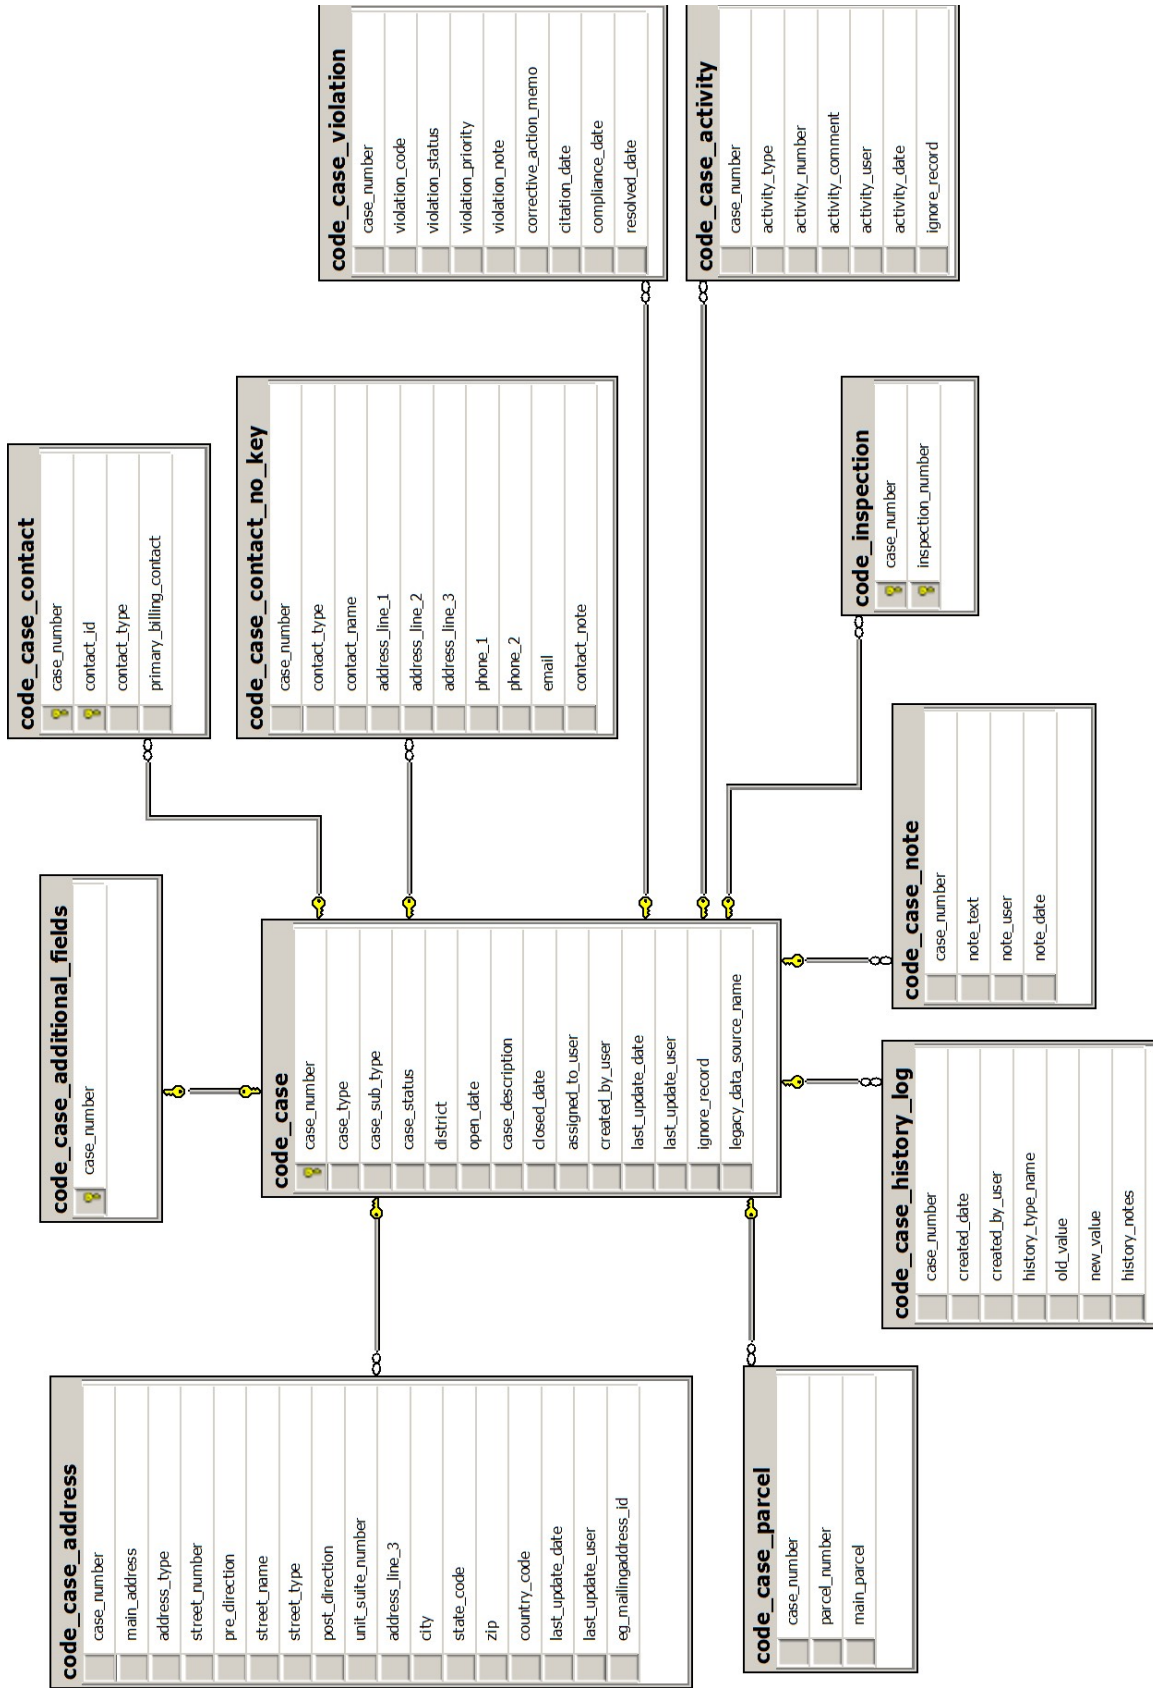 code_case_address
case_number
main_address
address_type
street_number
pre_direction
street_name
street_type
post_direction
unit_suite_number
address_line_3
city
state_code
zip
country_code
last_update_date
last_update_user
eg_mailingaddress_id
code_case_parcel
case_number
parcel_number
main_parcel
code_case_additional_fields
case_number
code_case
case_number
case_type
case_sub_type
case_status
district
open_date
case_description
closed_date
assigned_to_user
created_by_user
last_update_date
last_update_user
ignore_record
legacy_data_source_name
code_case_history_log
case_number
created_date
created_by_user
history_type_name
old_value
new_value
history_notes
code_case_note
case_number
note_text
note_user
note_date
code_case_contact
case_number
contact_id
contact_type
primary_billing_contact
code_case_contact_no_key
case_number
contact_type
contact_name
address_line_1
address_line_2
address_line_3
phone_1
phone_2
email
contact_note
code_inspection
case_number
inspection_number
code_case_violation
case_number
violation_code
violation_status
violation_priority
violation_note
corrective_action_memo
citation_date
compliance_date
resolved_date
code_case_activity
case_number
activity_type
activity_number
activity_comment
activity_user
activity_date
ignore_record